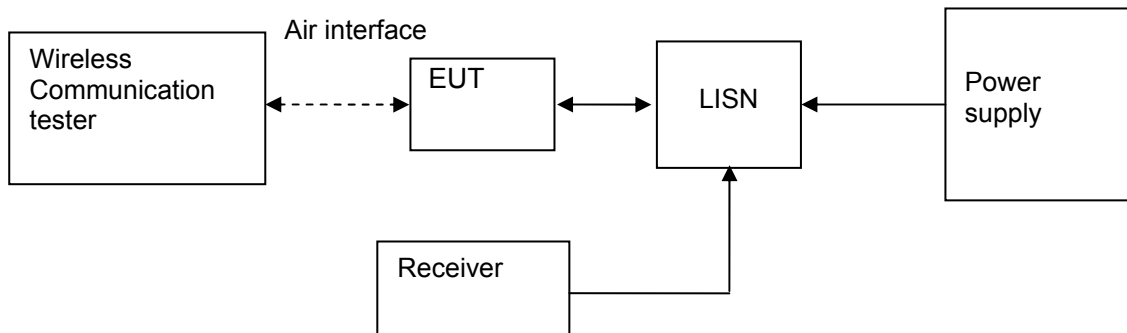 Air interface
Wireless
Communication
tester
EUT
LISN
Power
supply
Receiver